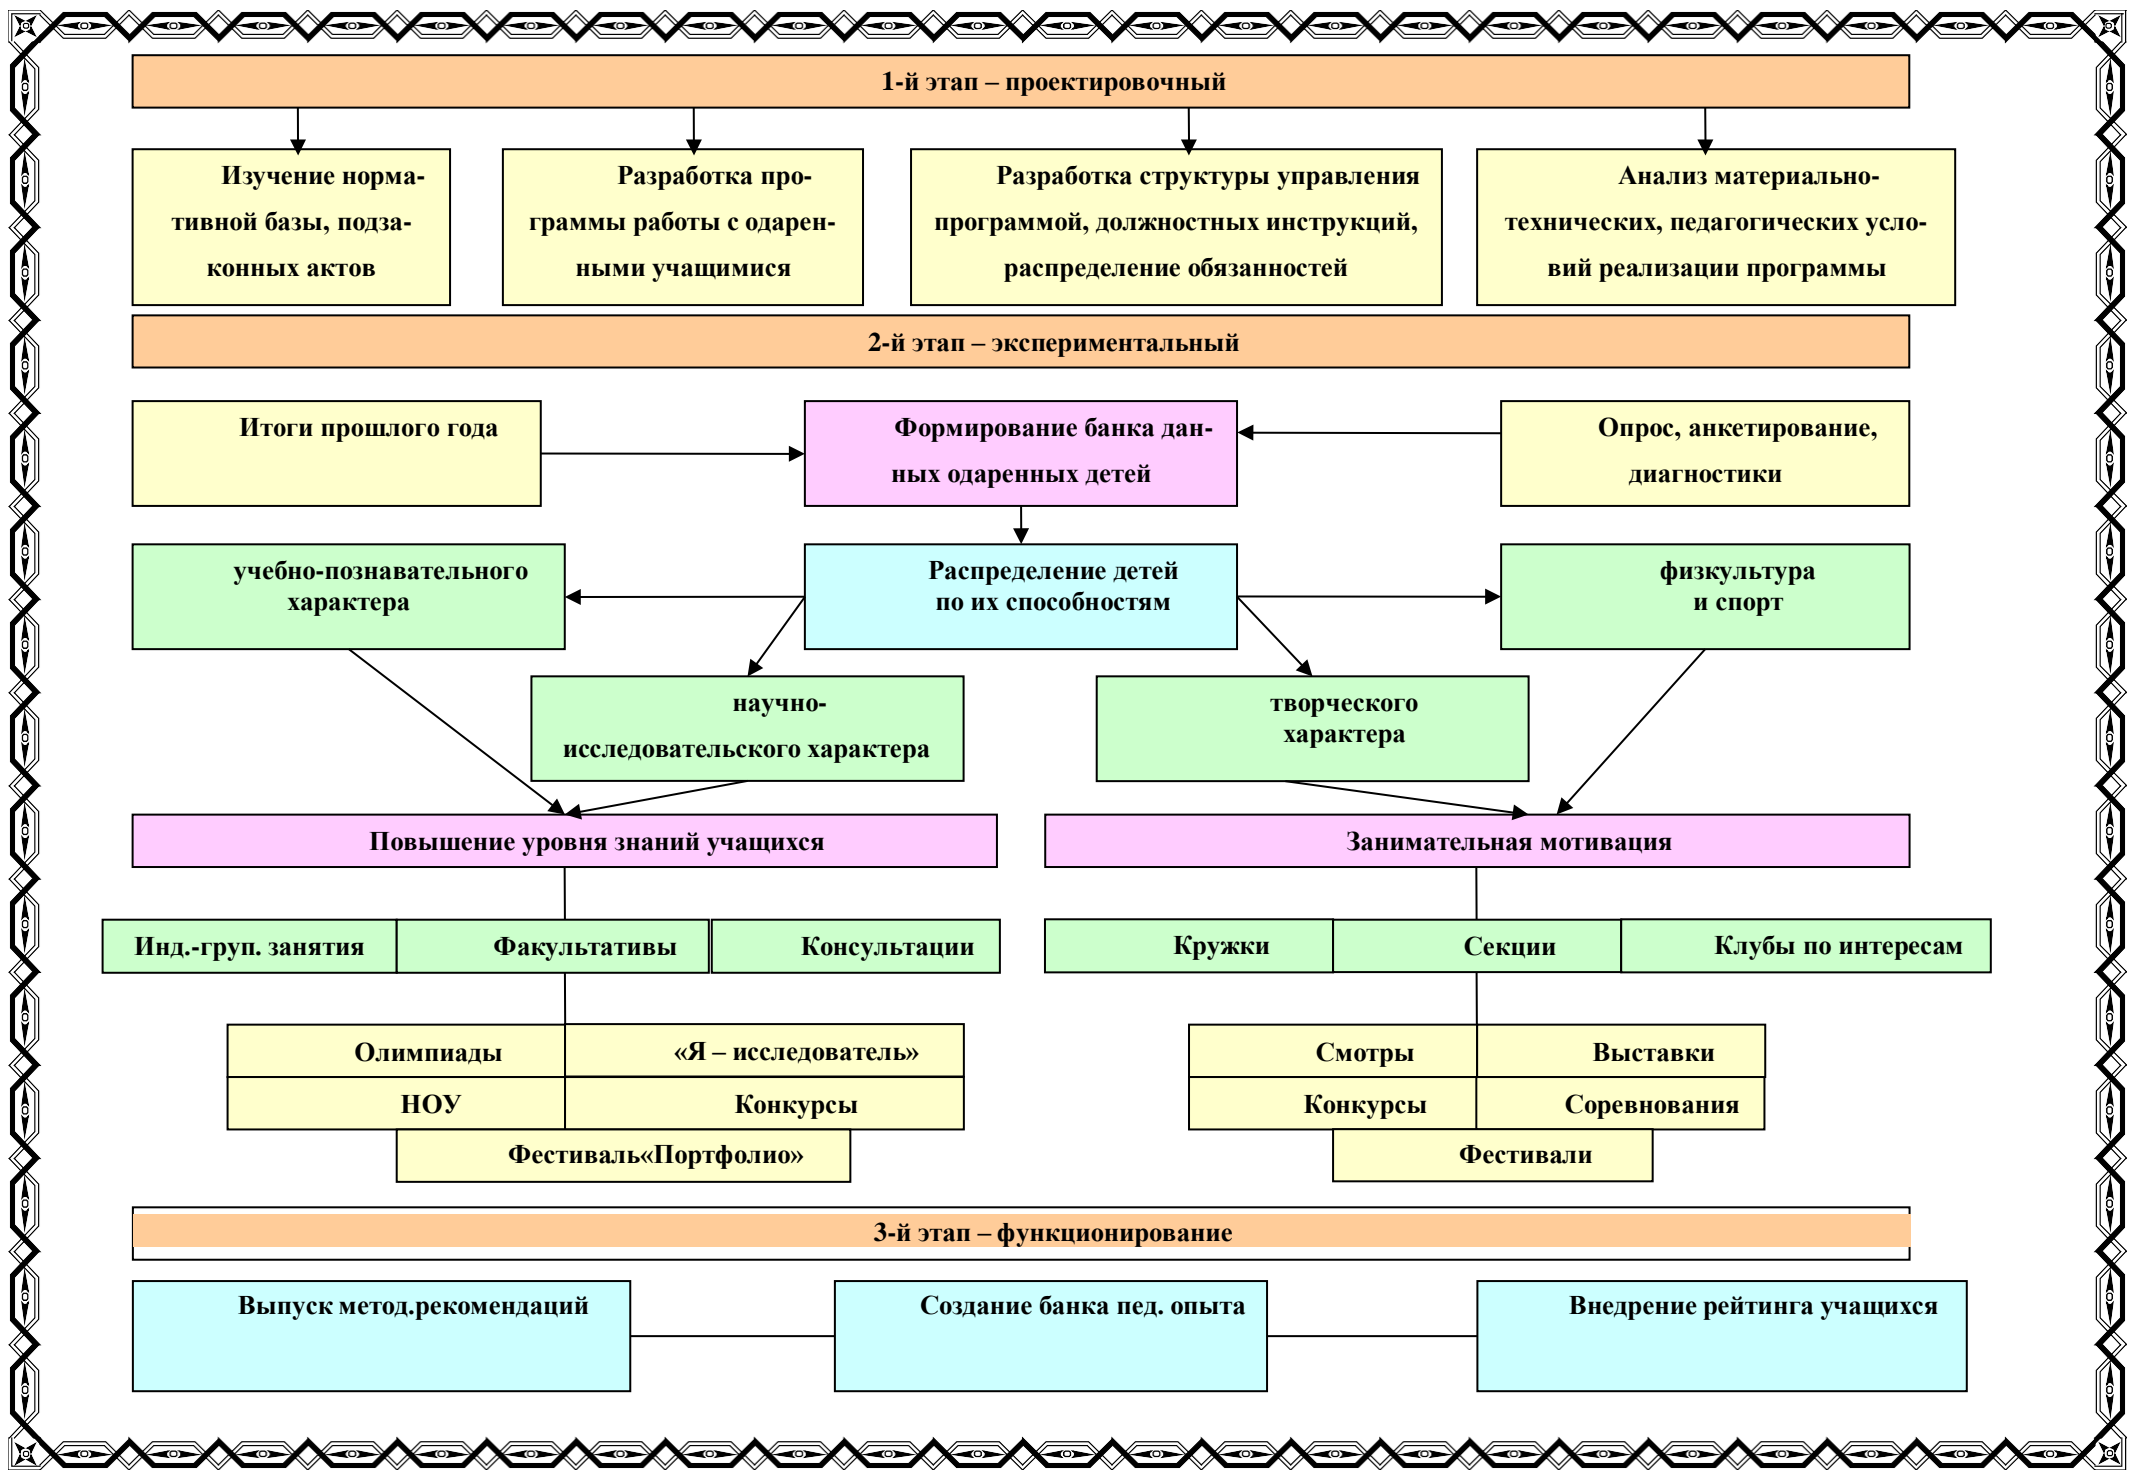 1-й этап – проектировочный
Изучение норма-
тивной базы, подза-
конных актов
Разработка про-
граммы работы с одарен-
ными учащимися
Разработка структуры управления
программой, должностных инструкций,
распределение обязанностей
Анализ материально-
технических, педагогических усло-
вий реализации программы
2-й этап – экспериментальный
Итоги прошлого года
Формирование банка дан-
ных одаренных детей
Опрос, анкетирование,
диагностики
учебно-познавательного
характера
Распределение детей
по их способностям
физкультура
и спорт
научно-
исследовательского характера
творческого
характера
Повышение уровня знаний учащихся
Занимательная мотивация
Инд.-груп. занятия
Факультативы
Консультации
Кружки
Секции
Клубы по интересам
Олимпиады
«Я – исследователь»
НОУ
Конкурсы
Фестиваль«Портфолио»
Смотры
Выставки
Конкурсы
Соревнования
Фестивали
3-й этап – функционирование
Выпуск метод.рекомендаций
Создание банка пед. опыта
Внедрение рейтинга учащихся